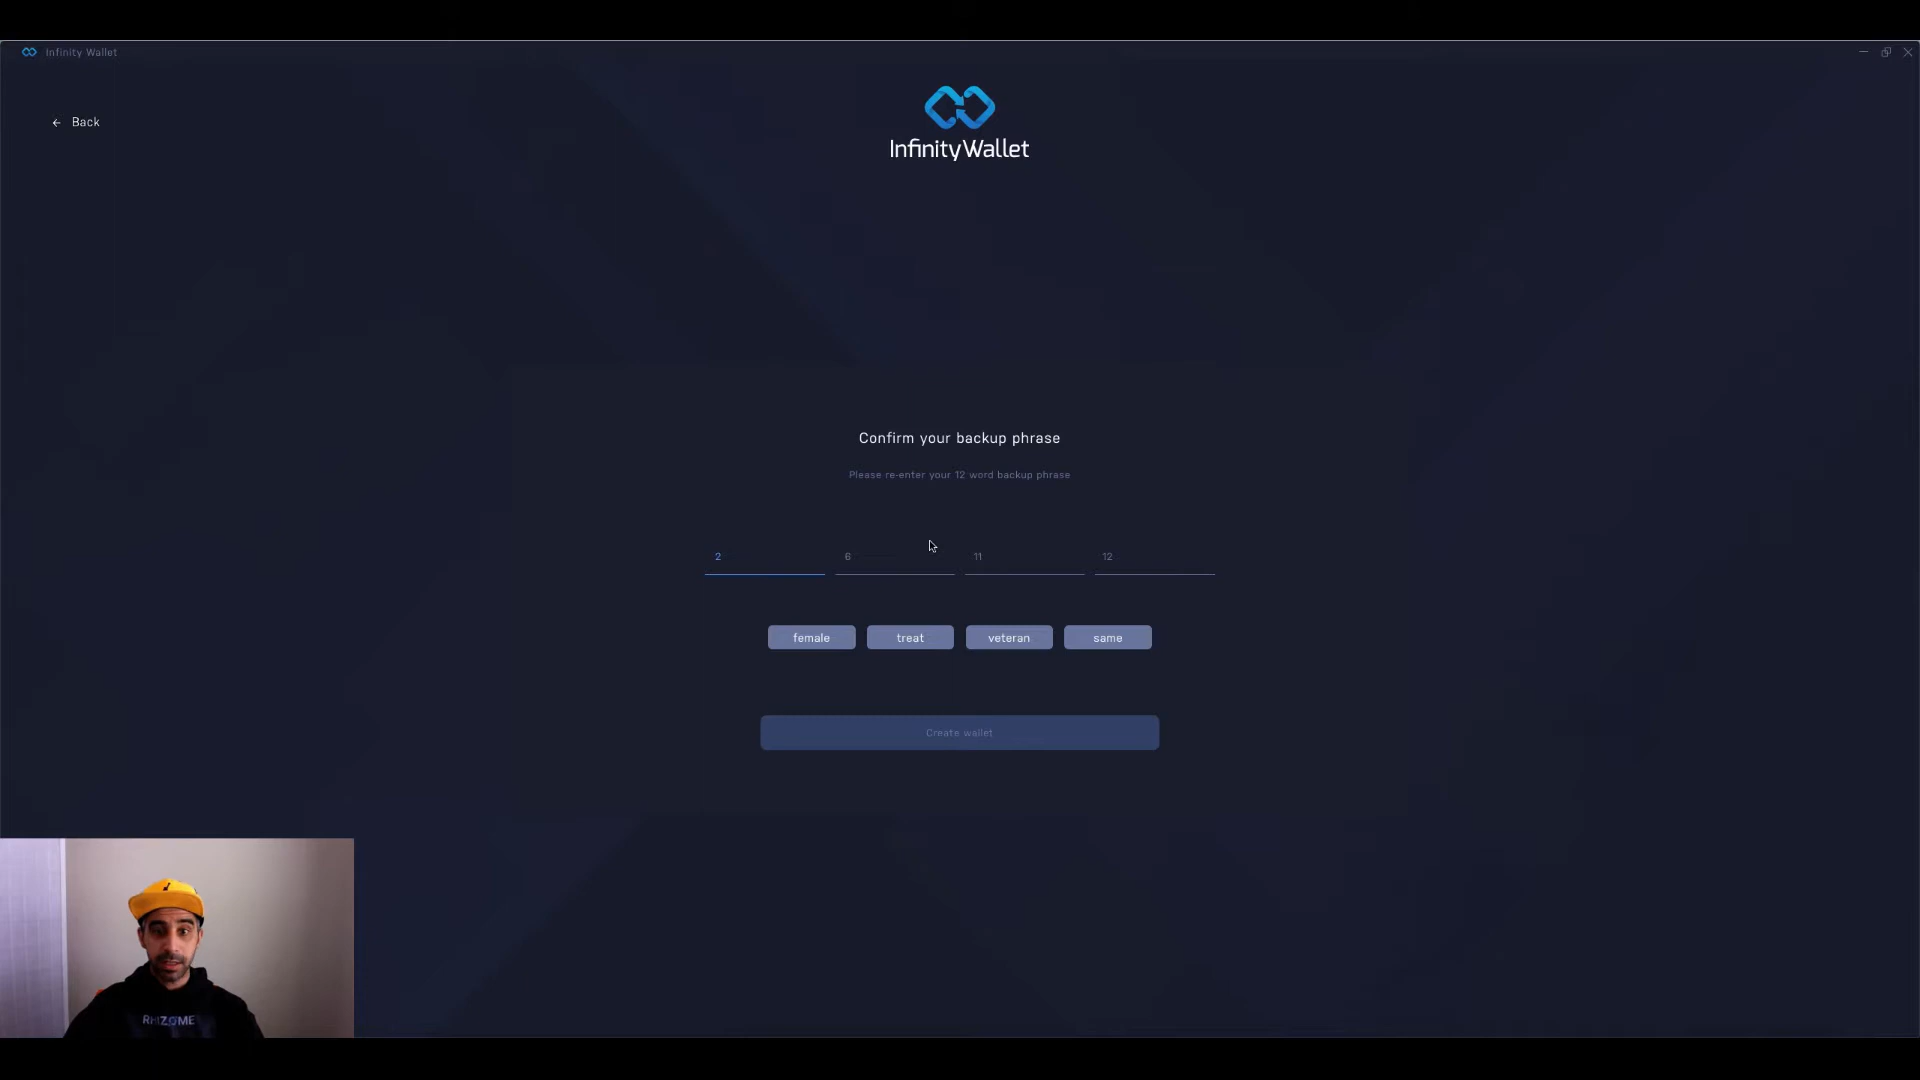 Infinity Wallet
Back
InfinityWallet
Confirm your backup phrase
Please re-enter your 12 word backup phrase
2 6 11 12
female treat veteran same
Create wallet
RHIZOME